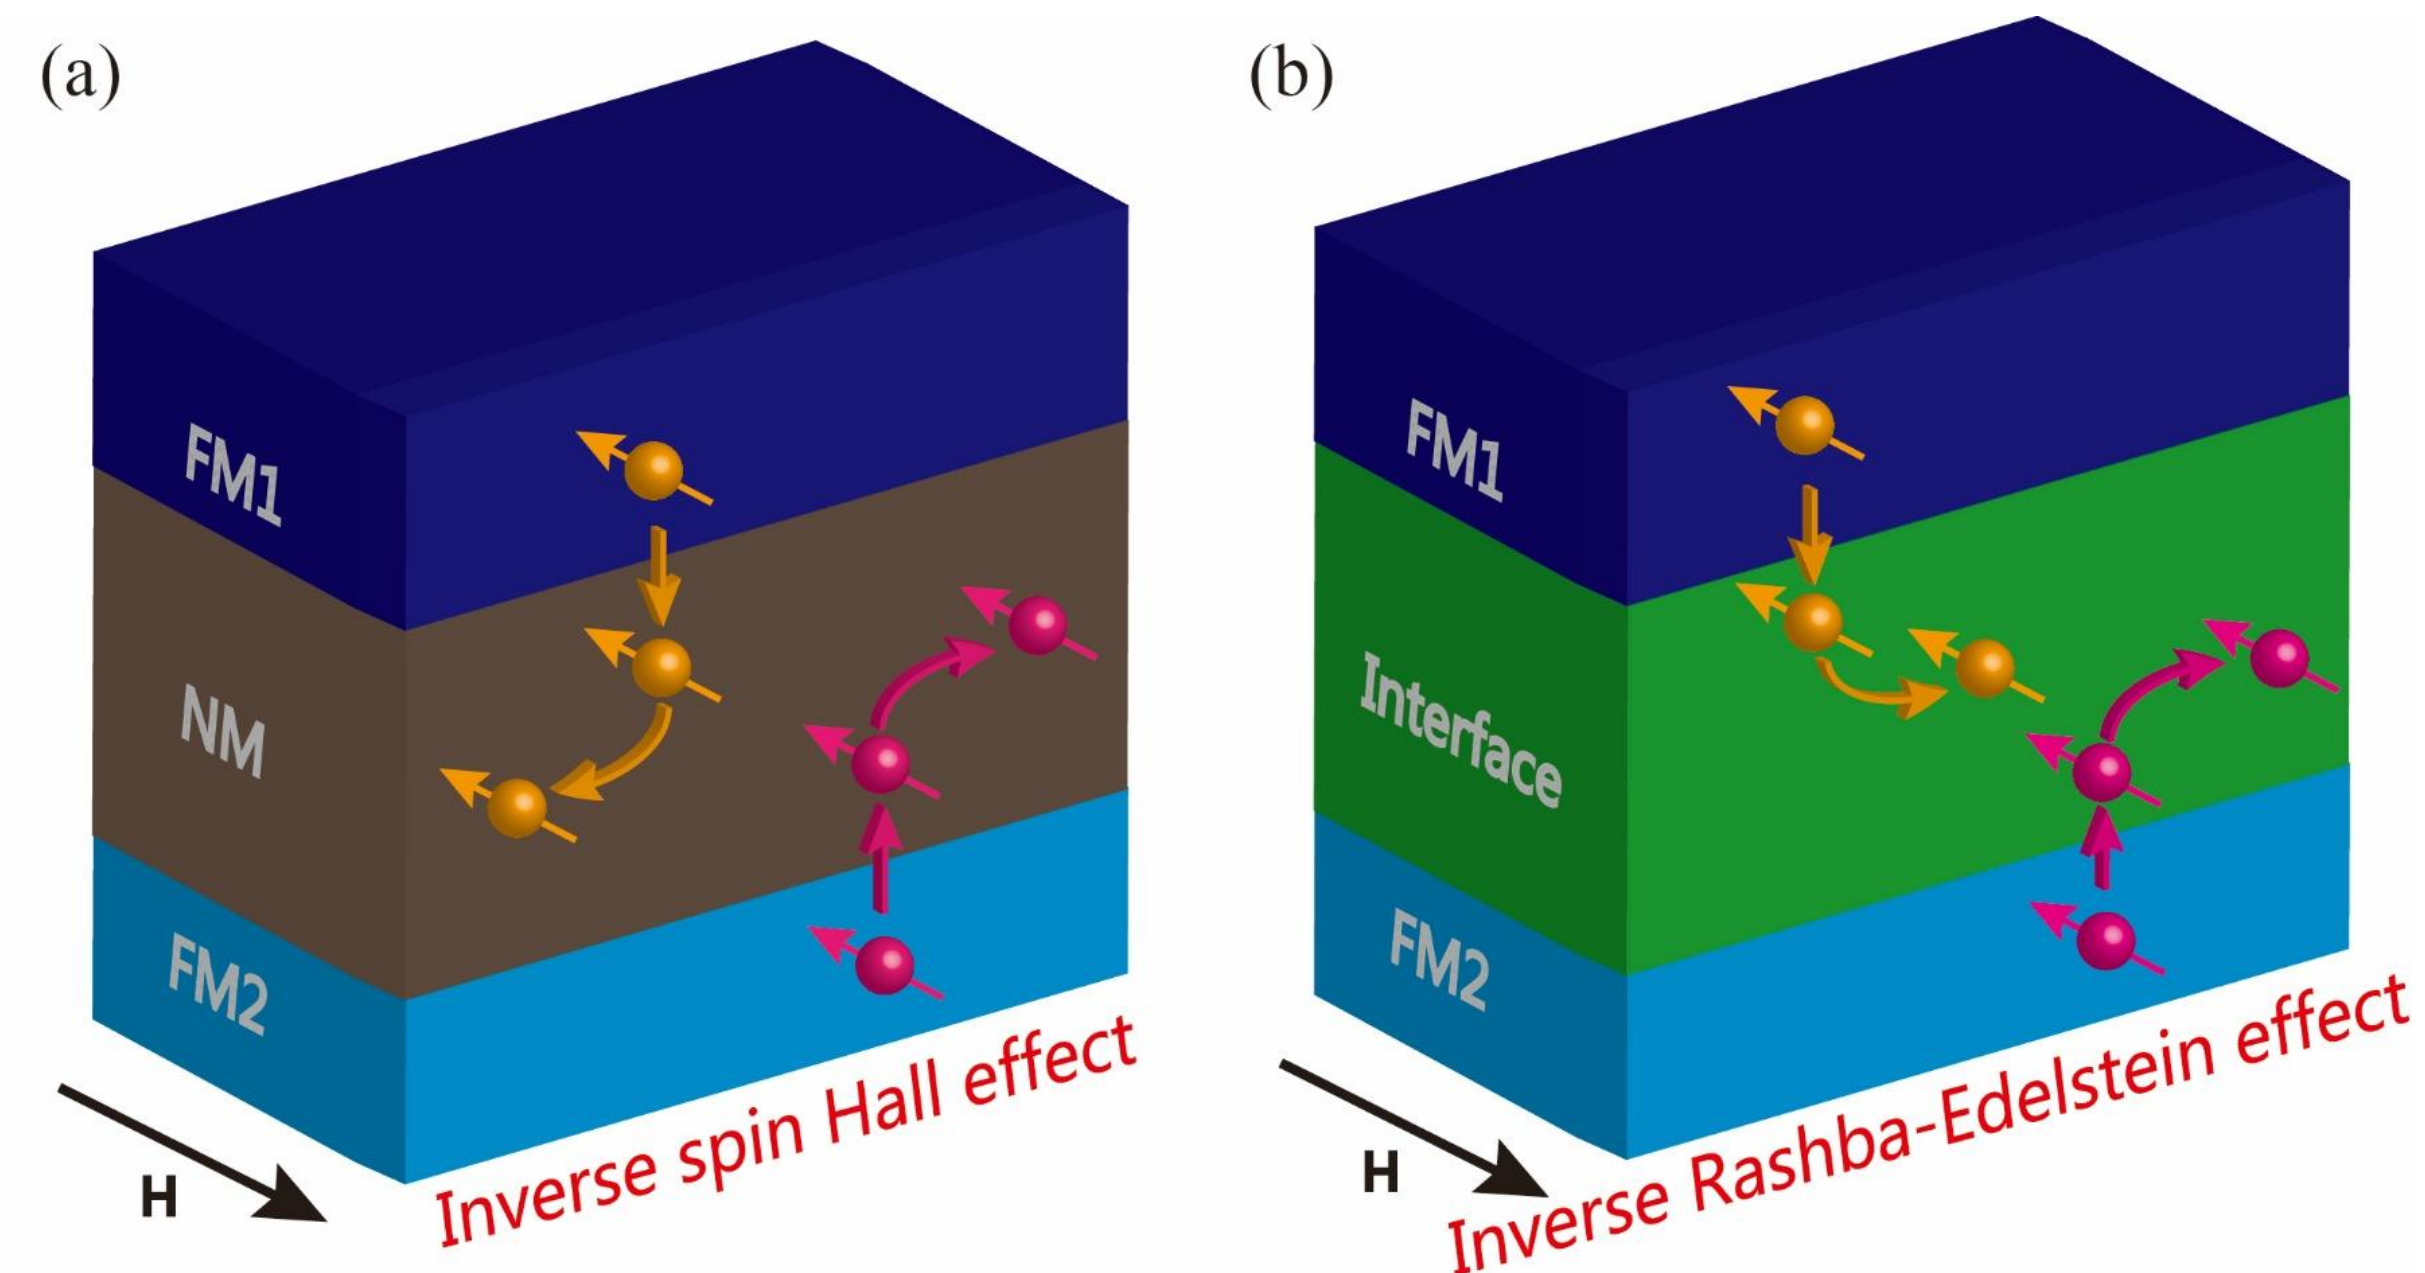 (a)
FM1
NM
FM2
H
Inverse spin Hall effect
(b)
FM1
Interface
FM2
H
Inverse Rashba-Edelstein effect